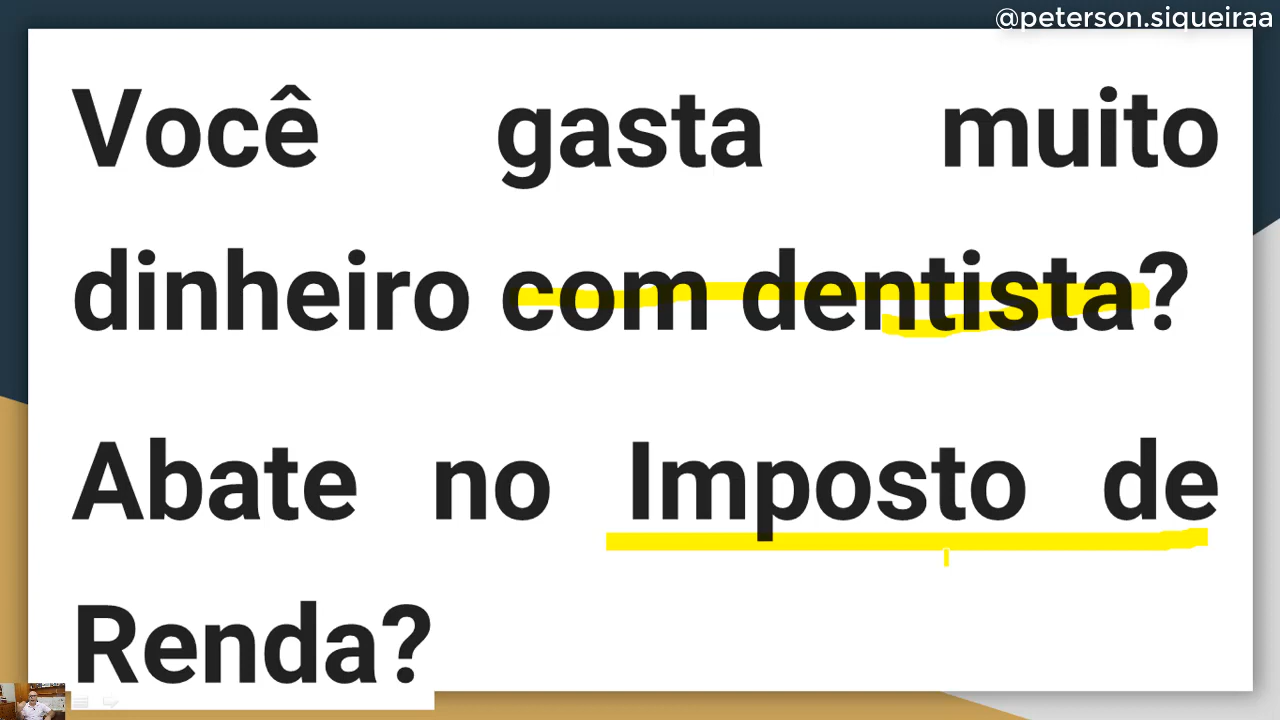 @peterson.siqueiraa
Você gasta muito
dinheiro com dentista?
Abate no Imposto de
Renda?